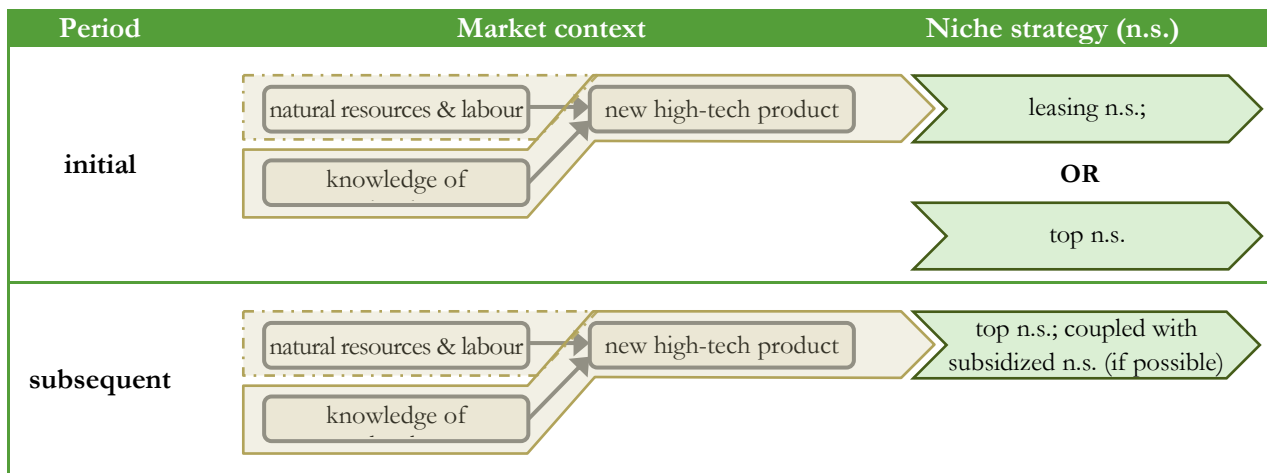 Period
Market context
Niche strategy (n.s.)
initial
natural resources & labour
new high-tech product
knowledge of
leasing n.s.;
OR
top n.s.
subsequent
natural resources & labour
new high-tech product
knowledge of
top n.s.; coupled with
subsidized n.s. (if possible)